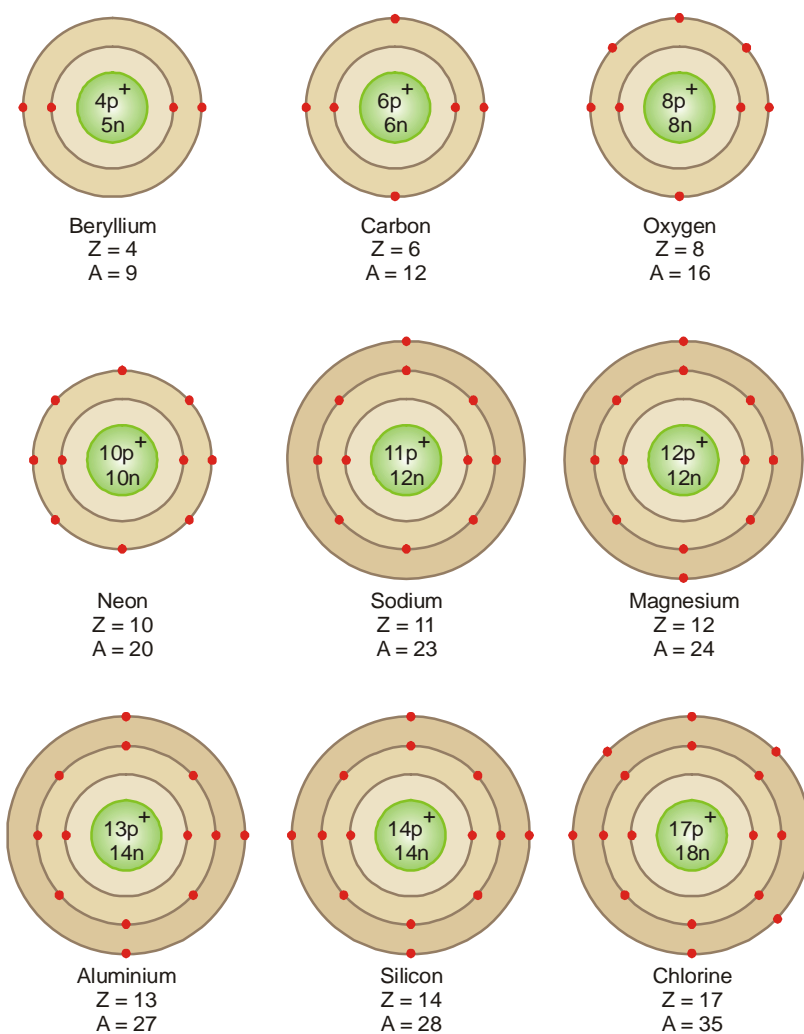 4p+
5n
Beryllium
Z = 4
A = 9
6p+
6n
Carbon
Z = 6
A = 12
8p+
8n
Oxygen
Z = 8
A = 16
10p+
10n
Neon
Z = 10
A = 20
11p+
12n
Sodium
Z = 11
A = 23
12p+
12n
Magnesium
Z = 12
A = 24
13p+
14n
Aluminium
Z = 13
A = 27
14p+
14n
Silicon
Z = 14
A = 28
17p+
18n
Chlorine
Z = 17
A = 35